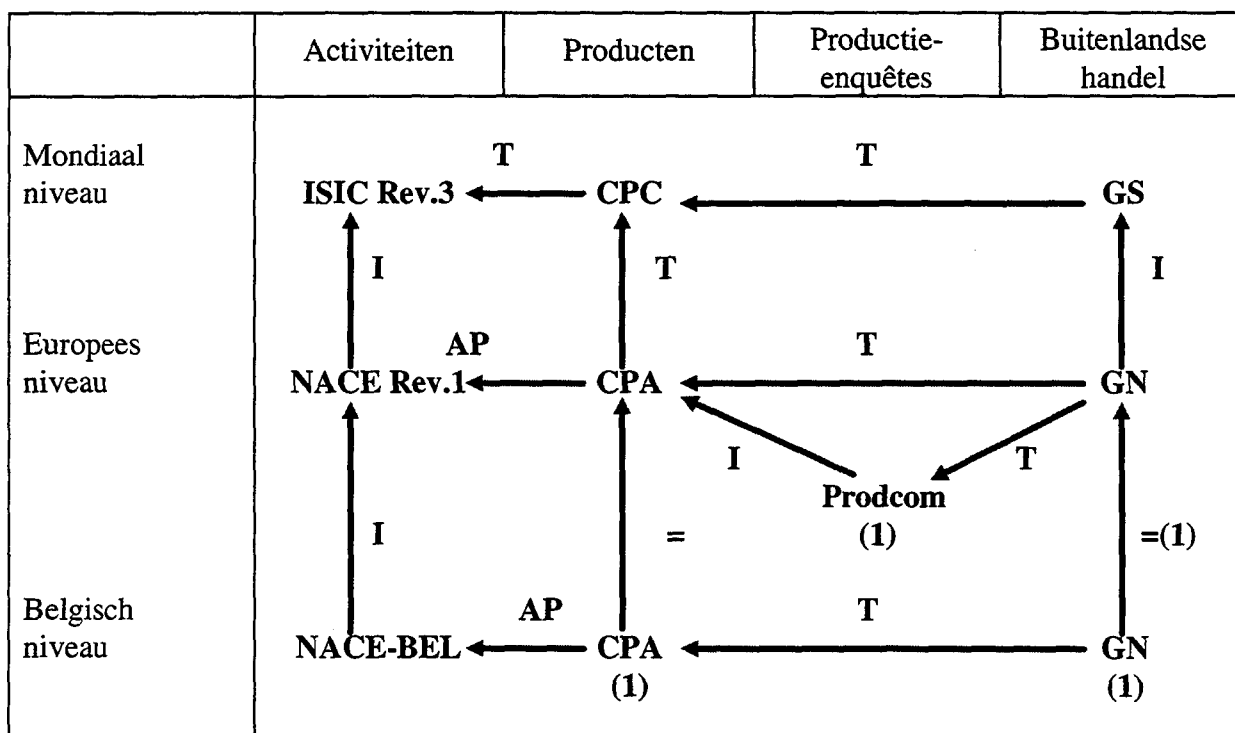 Activiteiten
Producten
Productie-
enquêtes
Buitenlandse
handel
Mondiaal
niveau
T
T
ISIC Rev.3
CPC
GS
I
T
I
Europees
niveau
AP
T
NACE Rev.1
CPA
GN
I
T
Prodcom
(1)
I
=
=(1)
Belgisch
niveau
AP
T
NACE-BEL
CPA
(1)
GN
(1)